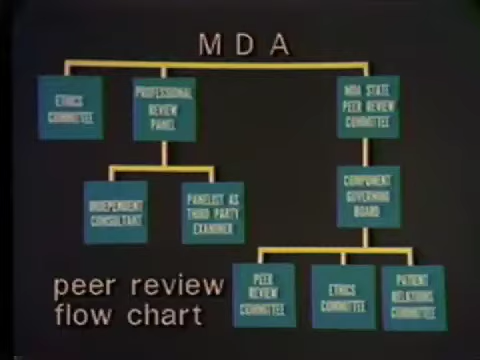 MDA
ETHICS
COMMITTEE
PROFESSIONAL
REVIEW
PANEL
MDA STATE
PEER REVIEW
COMMITTEE
INDEPENDENT
CONSULTANT
PANELIST AS
THIRD PARTY
EXAMINER
COMPONENT
GOVERNING
BOARD
PEER
REVIEW
COMMITTEE
ETHICS
COMMITTEE
PATIENT
RELATIONS
COMMITTEE
peer review
flow chart